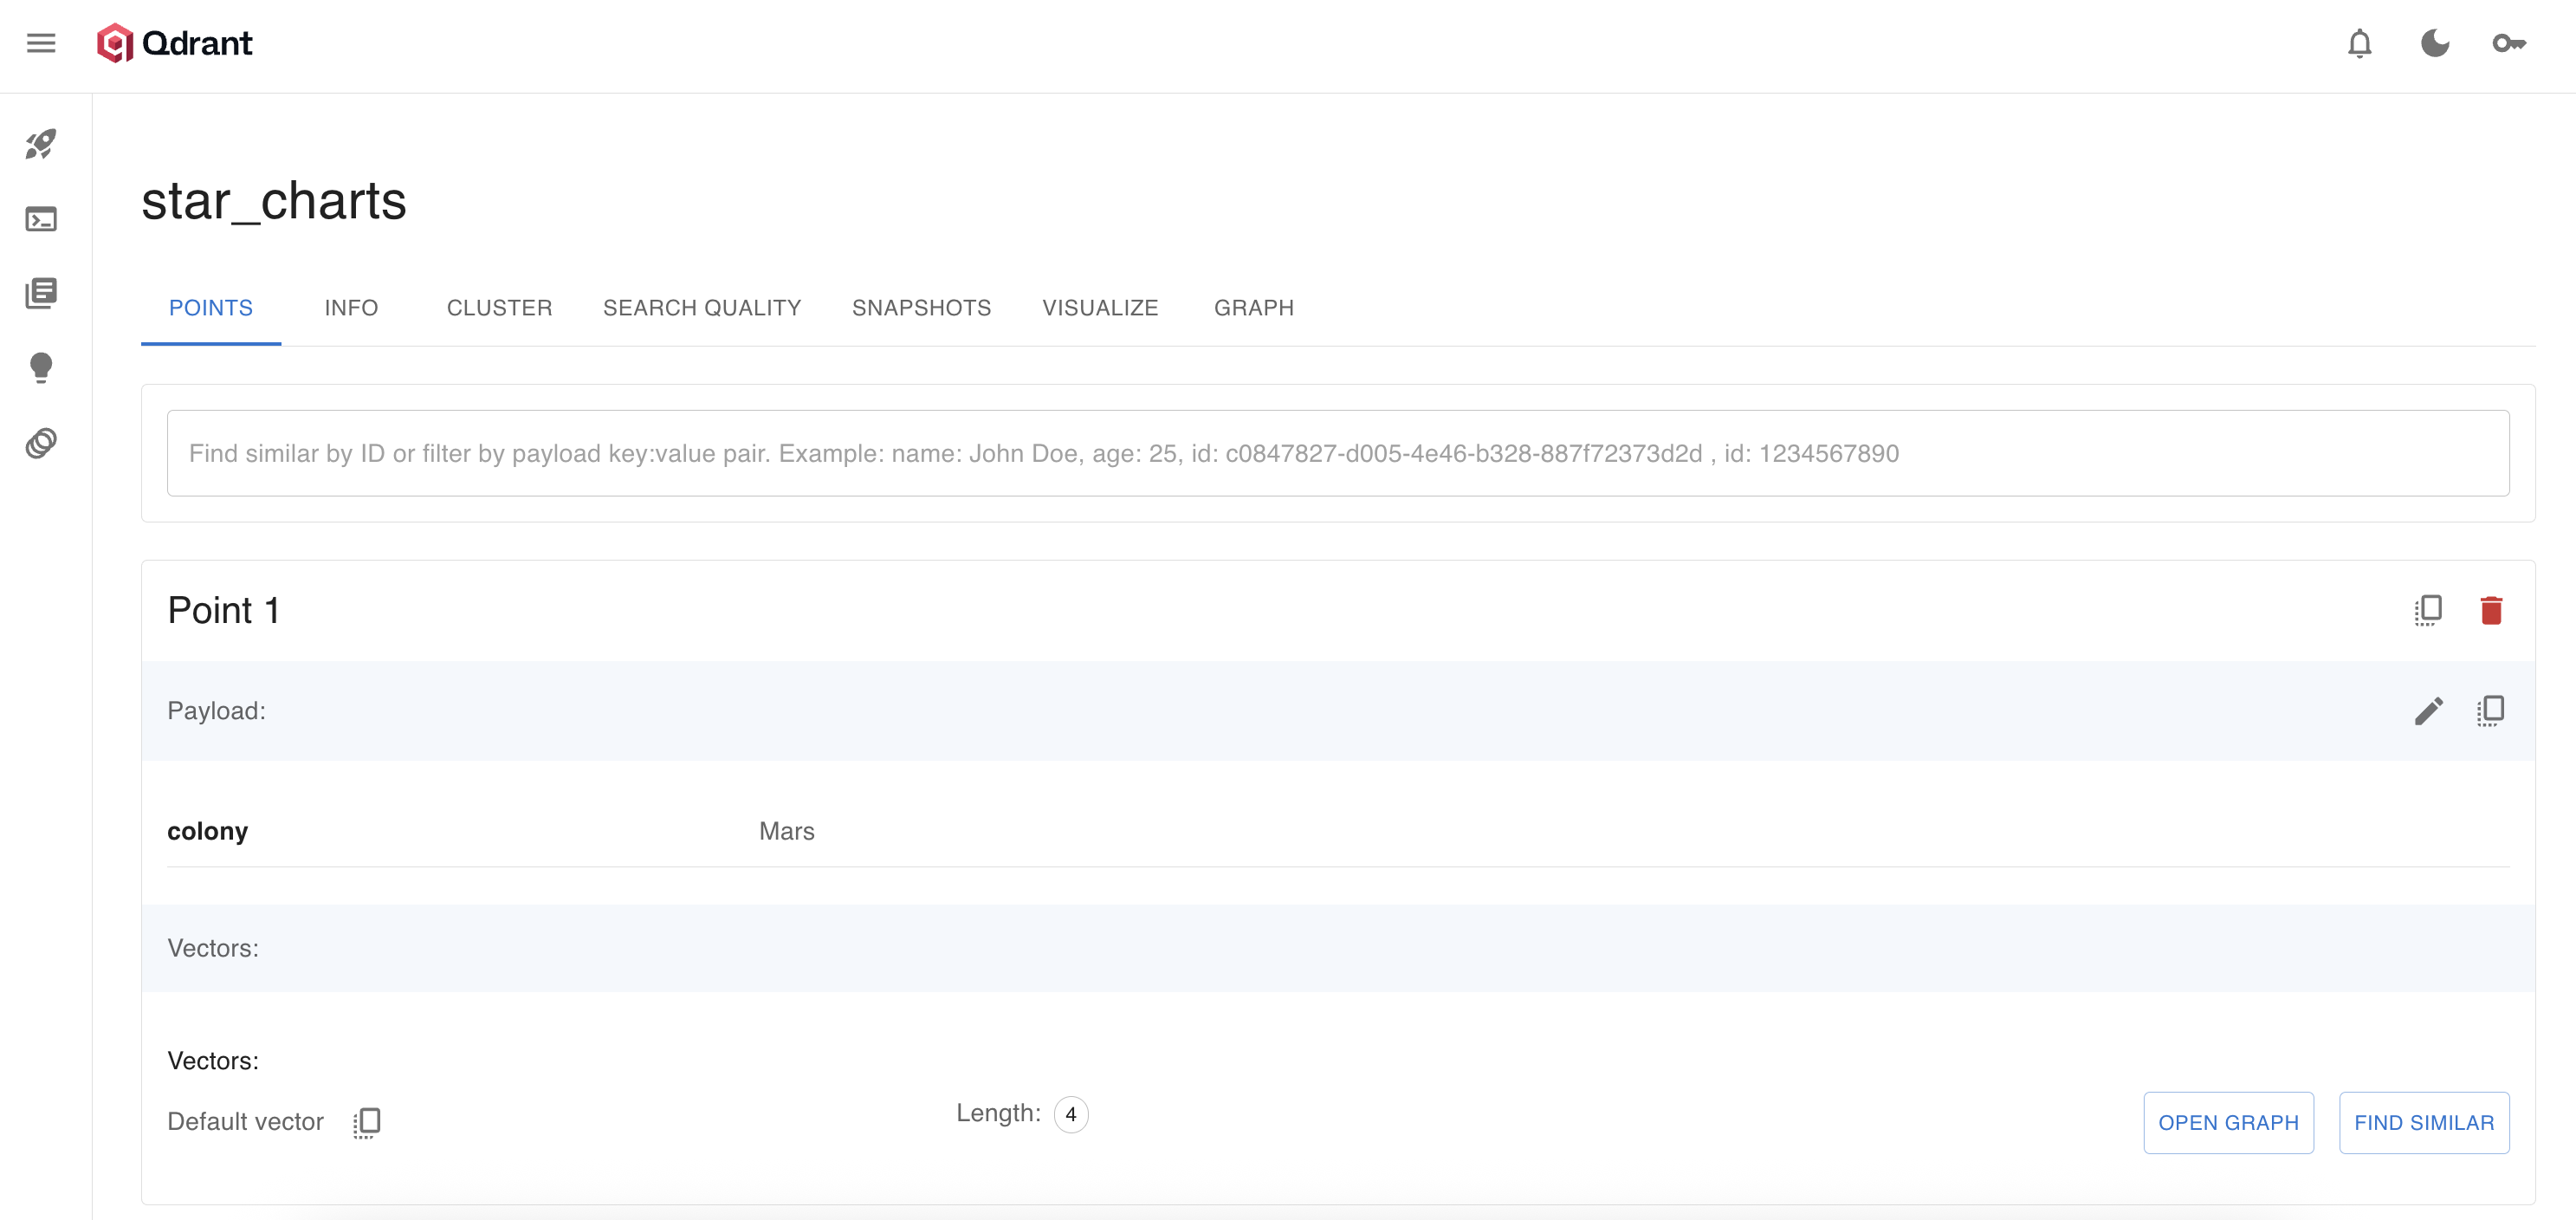 Qdrant
star_charts
POINTS INFO CLUSTER SEARCH QUALITY SNAPSHOTS VISUALIZE GRAPH
Find similar by ID or filter by payload key:value pair. Example: name: John Doe, age: 25, id: c0847827-d005-4e46-b328-887f72373d2d , id: 1234567890
Point 1
Payload:
colony Mars
Vectors:
Vectors:
Default vector Length: 4 OPEN GRAPH FIND SIMILAR